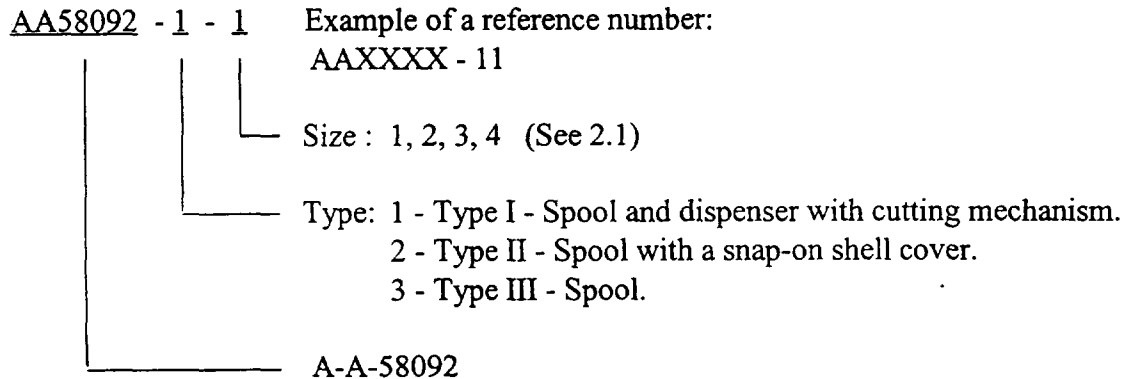 AA58092 - 1 - 1 Example of a reference number:
AAXXXX - 11
Size : 1, 2, 3, 4 (See 2.1)
Type: 1 - Type I - Spool and dispenser with cutting mechanism.
2 - Type II - Spool with a snap-on shell cover.
3 - Type III - Spool.
A-A-58092